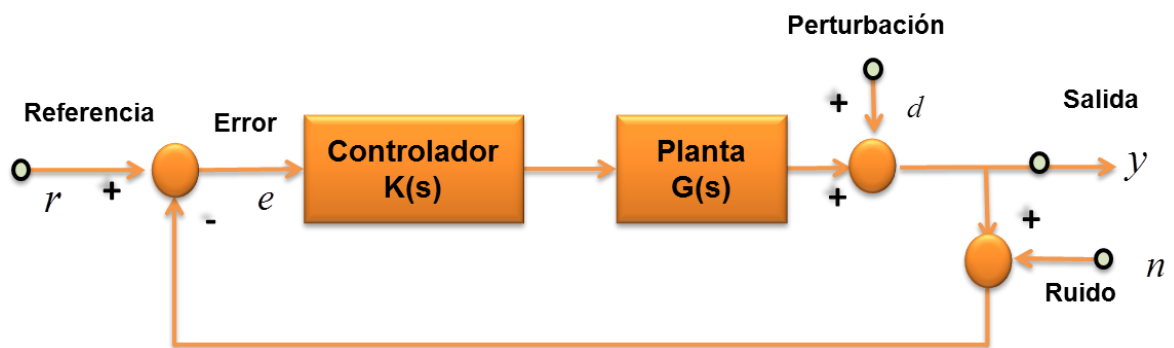 Perturbación
Referencia
Error
Controlador
K(s)
Planta
G(s)
+
d
Salida
r
+
-
e
+
y
+
n
+
Ruido